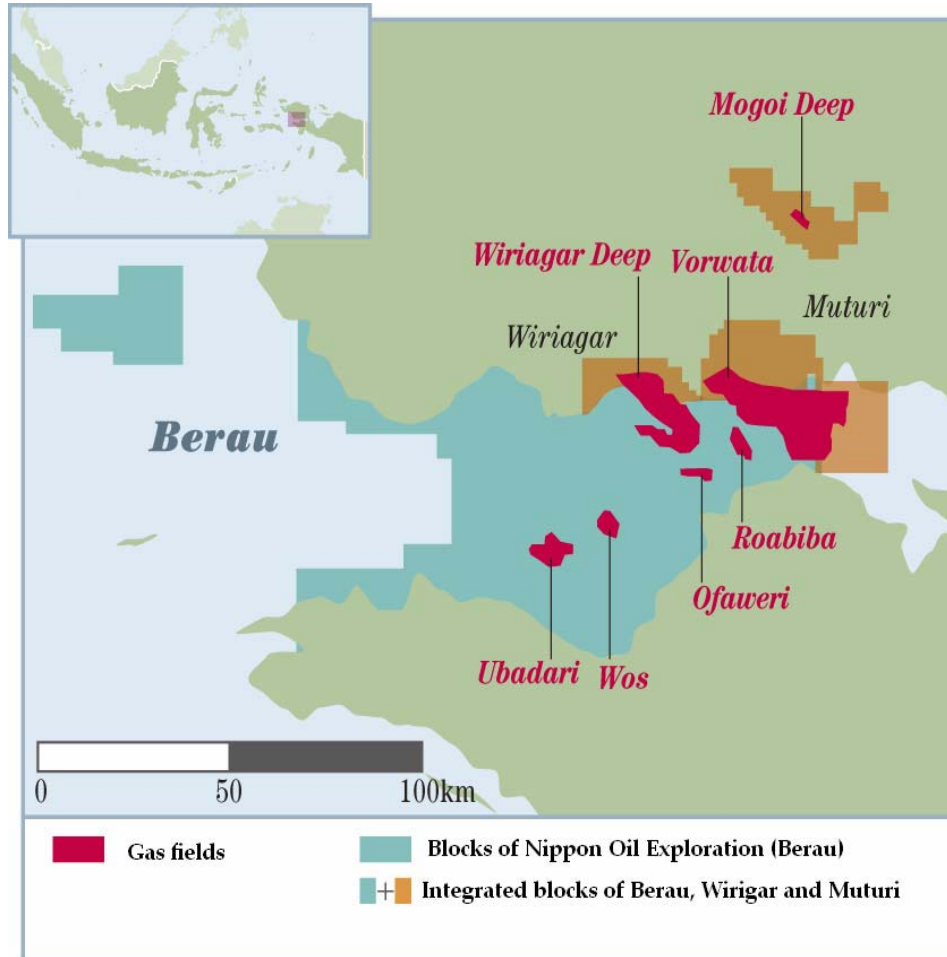 Mogoi Deep
Wiriagar Deep
Vorwata
Wiriagar
Muturi
Berau
Roabiba
Ofaweri
Ubadari
Wos
0
50
100km
Gas fields
Blocks of Nippon Oil Exploration (Berau)
+
Integrated blocks of Berau, Wirigar and Muturi